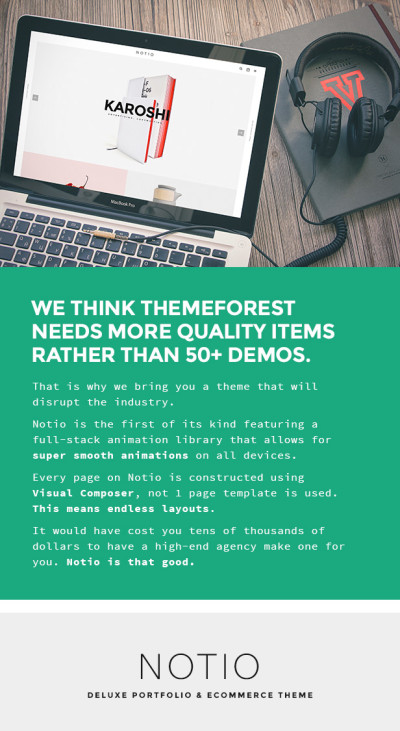 NOTIO
KAROSHI
MacBook Pro
WE THINK THEMEFOREST
NEEDS MORE QUALITY ITEMS
RATHER THAN 50+ DEMOS.
That is why we bring you a theme that will
disrupt the industry.
Notio is the first of its kind featuring a
full-stack animation library that allows for
super smooth animations on all devices.
Every page on Notio is constructed using
Visual Composer, not 1 page template is used.
This means endless layouts.
It would have cost you tens of thousands of
dollars to have a high-end agency make one for
you. Notio is that good.
NOTIO
DELUXE PORTFOLIO & ECOMMERCE THEME